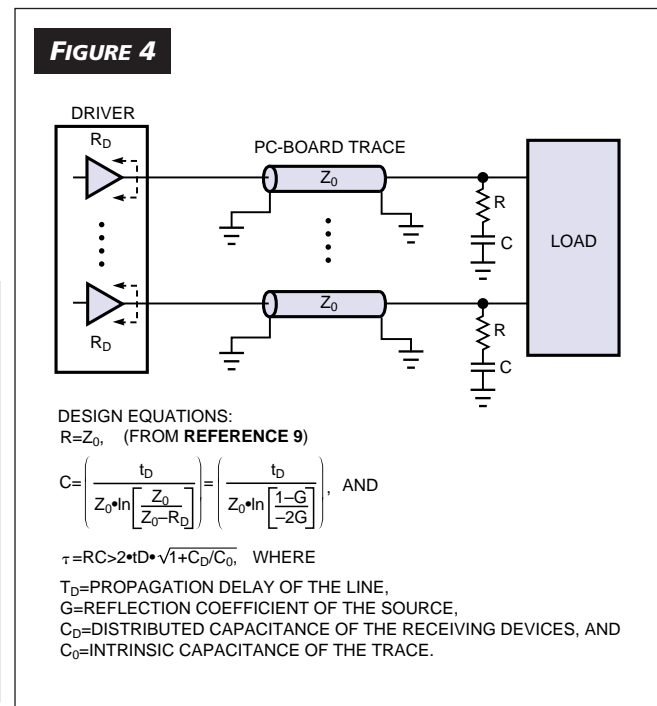 FIGURE 4
DRIVER
R_D
PC-BOARD TRACE
Z_0
R
C
LOAD
Z_0
R_D
R
C
DESIGN EQUATIONS:
R=Z_0, (FROM REFERENCE 9)
C=(t_D/(Z_0•ln[Z_0/(Z_0–R_D)]))=(t_D/(Z_0•ln[(1–G)/(–2G)])), AND
τ=RC>2•tD•√(1+C_D/C_0), WHERE
T_D=PROPAGATION DELAY OF THE LINE,
G=REFLECTION COEFFICIENT OF THE SOURCE,
C_D=DISTRIBUTED CAPACITANCE OF THE RECEIVING DEVICES, AND
C_0=INTRINSIC CAPACITANCE OF THE TRACE.